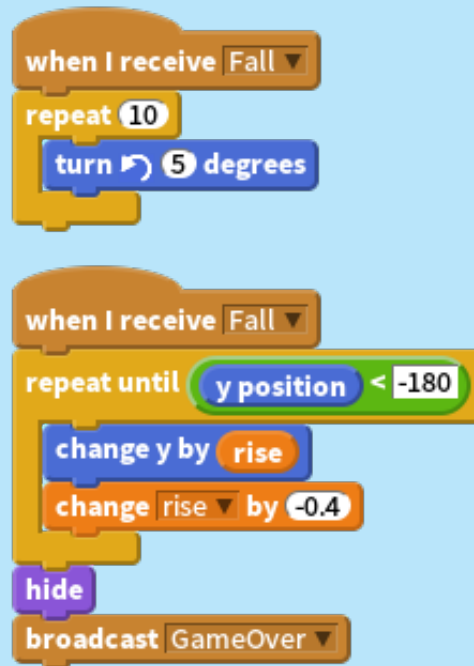 when I receive Fall
repeat 10
turn 5 degrees
when I receive Fall
repeat until y position < -180
change y by rise
change rise by -0.4
hide
broadcast GameOver